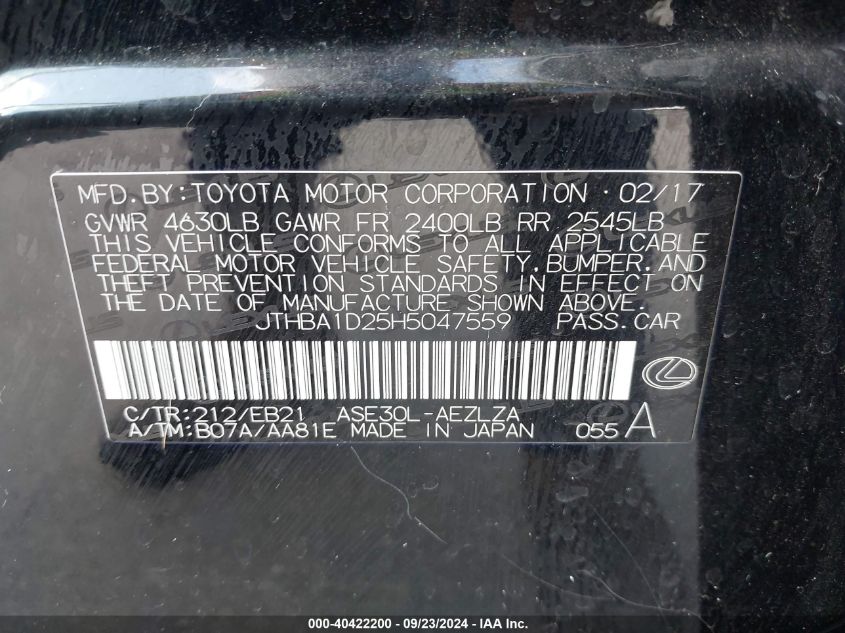 MFD.BY:TOYOTA MOTOR CORPORATION 02/17
GVWR 4630LB GAWR FR 2400LB RR 2545LB
THIS VEHICLE CONFORMS TO ALL APPLICABLE
FEDERAL MOTOR VEHICLE SAFETY,BUMPER,AND
THEFT PREVENTION STANDARDS IN EFFECT ON
THE DATE OF MANUFACTURE SHOWN ABOVE.
JTHBA1D25H5047559 PASS.CAR
C/TR:212/EB21 ASE30L-AEZLZA
A/TM:B07A/AA81E MADE IN JAPAN 055 A
000-40422200 - 09/23/2024 - IAA Inc.